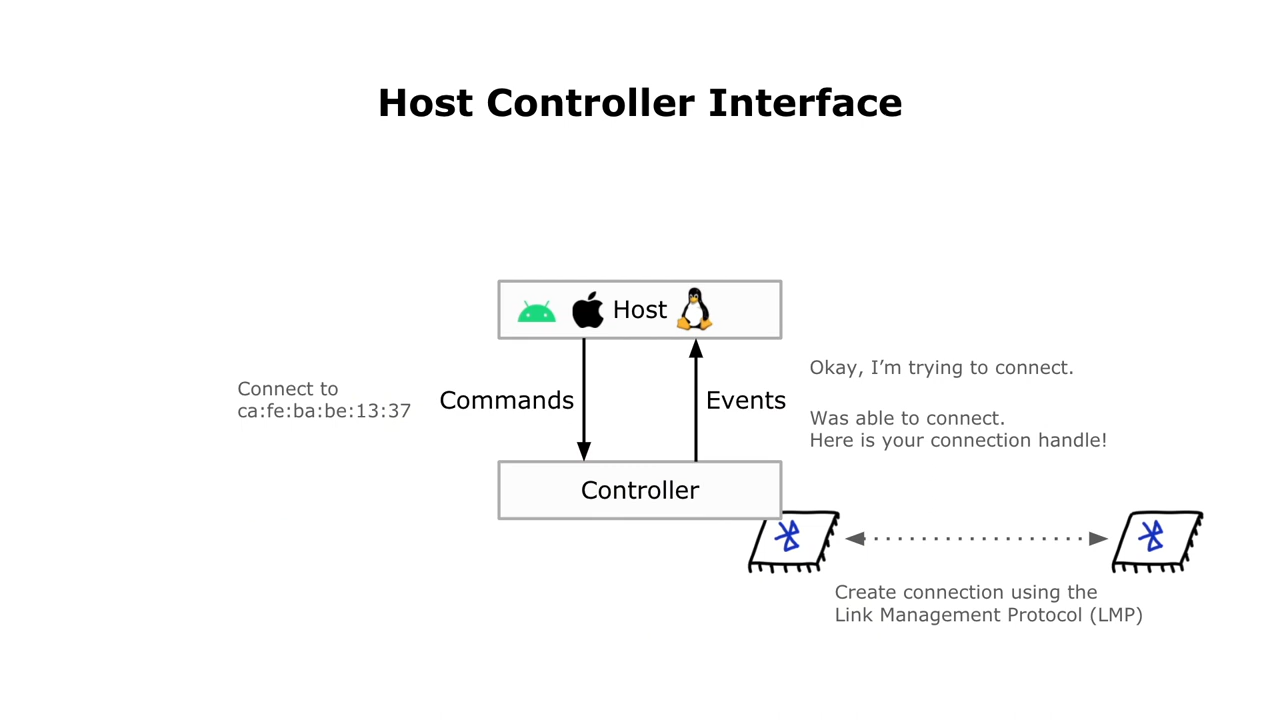 Host Controller Interface
Host
Connect to
ca:fe:ba:be:13:37
Commands
Events
Okay, I’m trying to connect.
Was able to connect.
Here is your connection handle!
Controller
Create connection using the
Link Management Protocol (LMP)